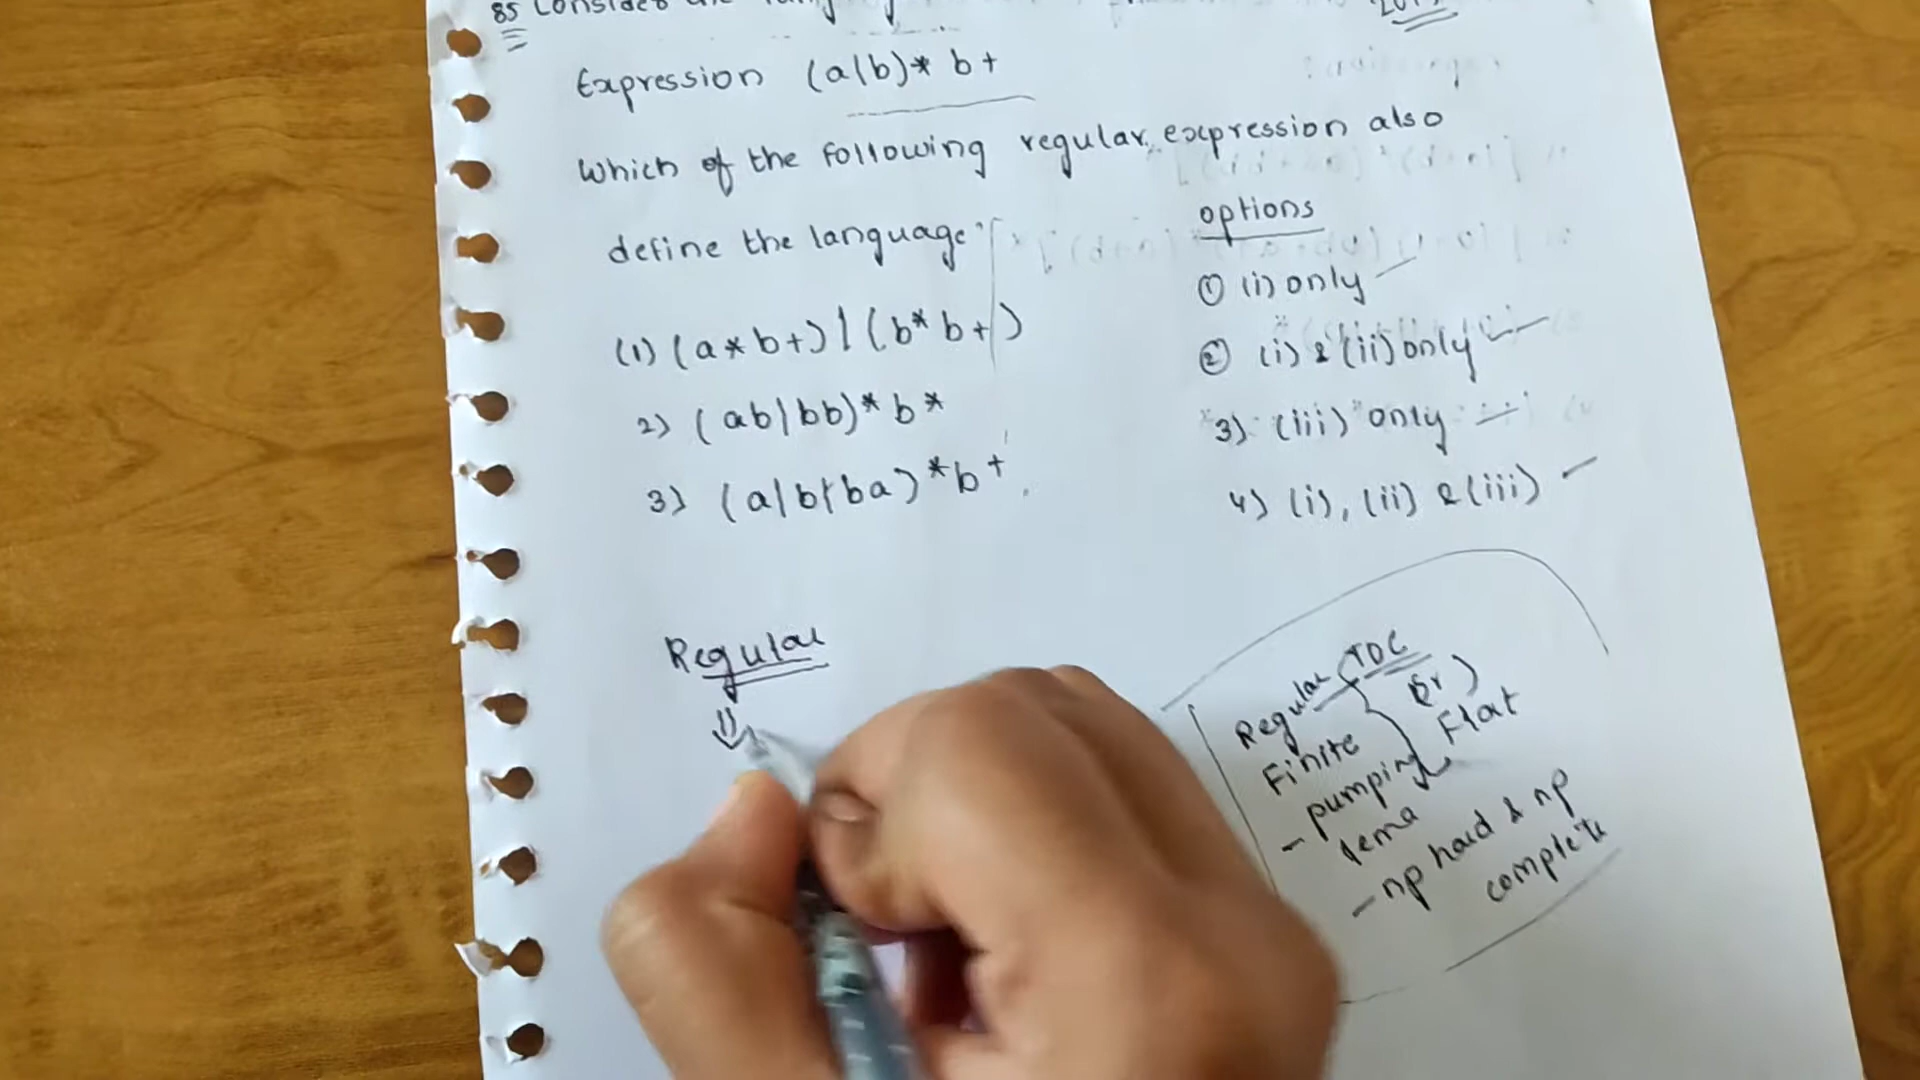 85 Consider the
Expression (a|b)* b+
Which of the following regular expression also
define the language
(1) (a*b+) | (b* b+)
2) (ab|bb)* b*
3) (a|b|ba)* b+
options
① (i) only
② (i) & (ii) only
3) (iii) only
4) (i), (ii) & (iii)
Regular
Regular TOC
Finite
- pumping
lema
- np hard & np
complete
Flat